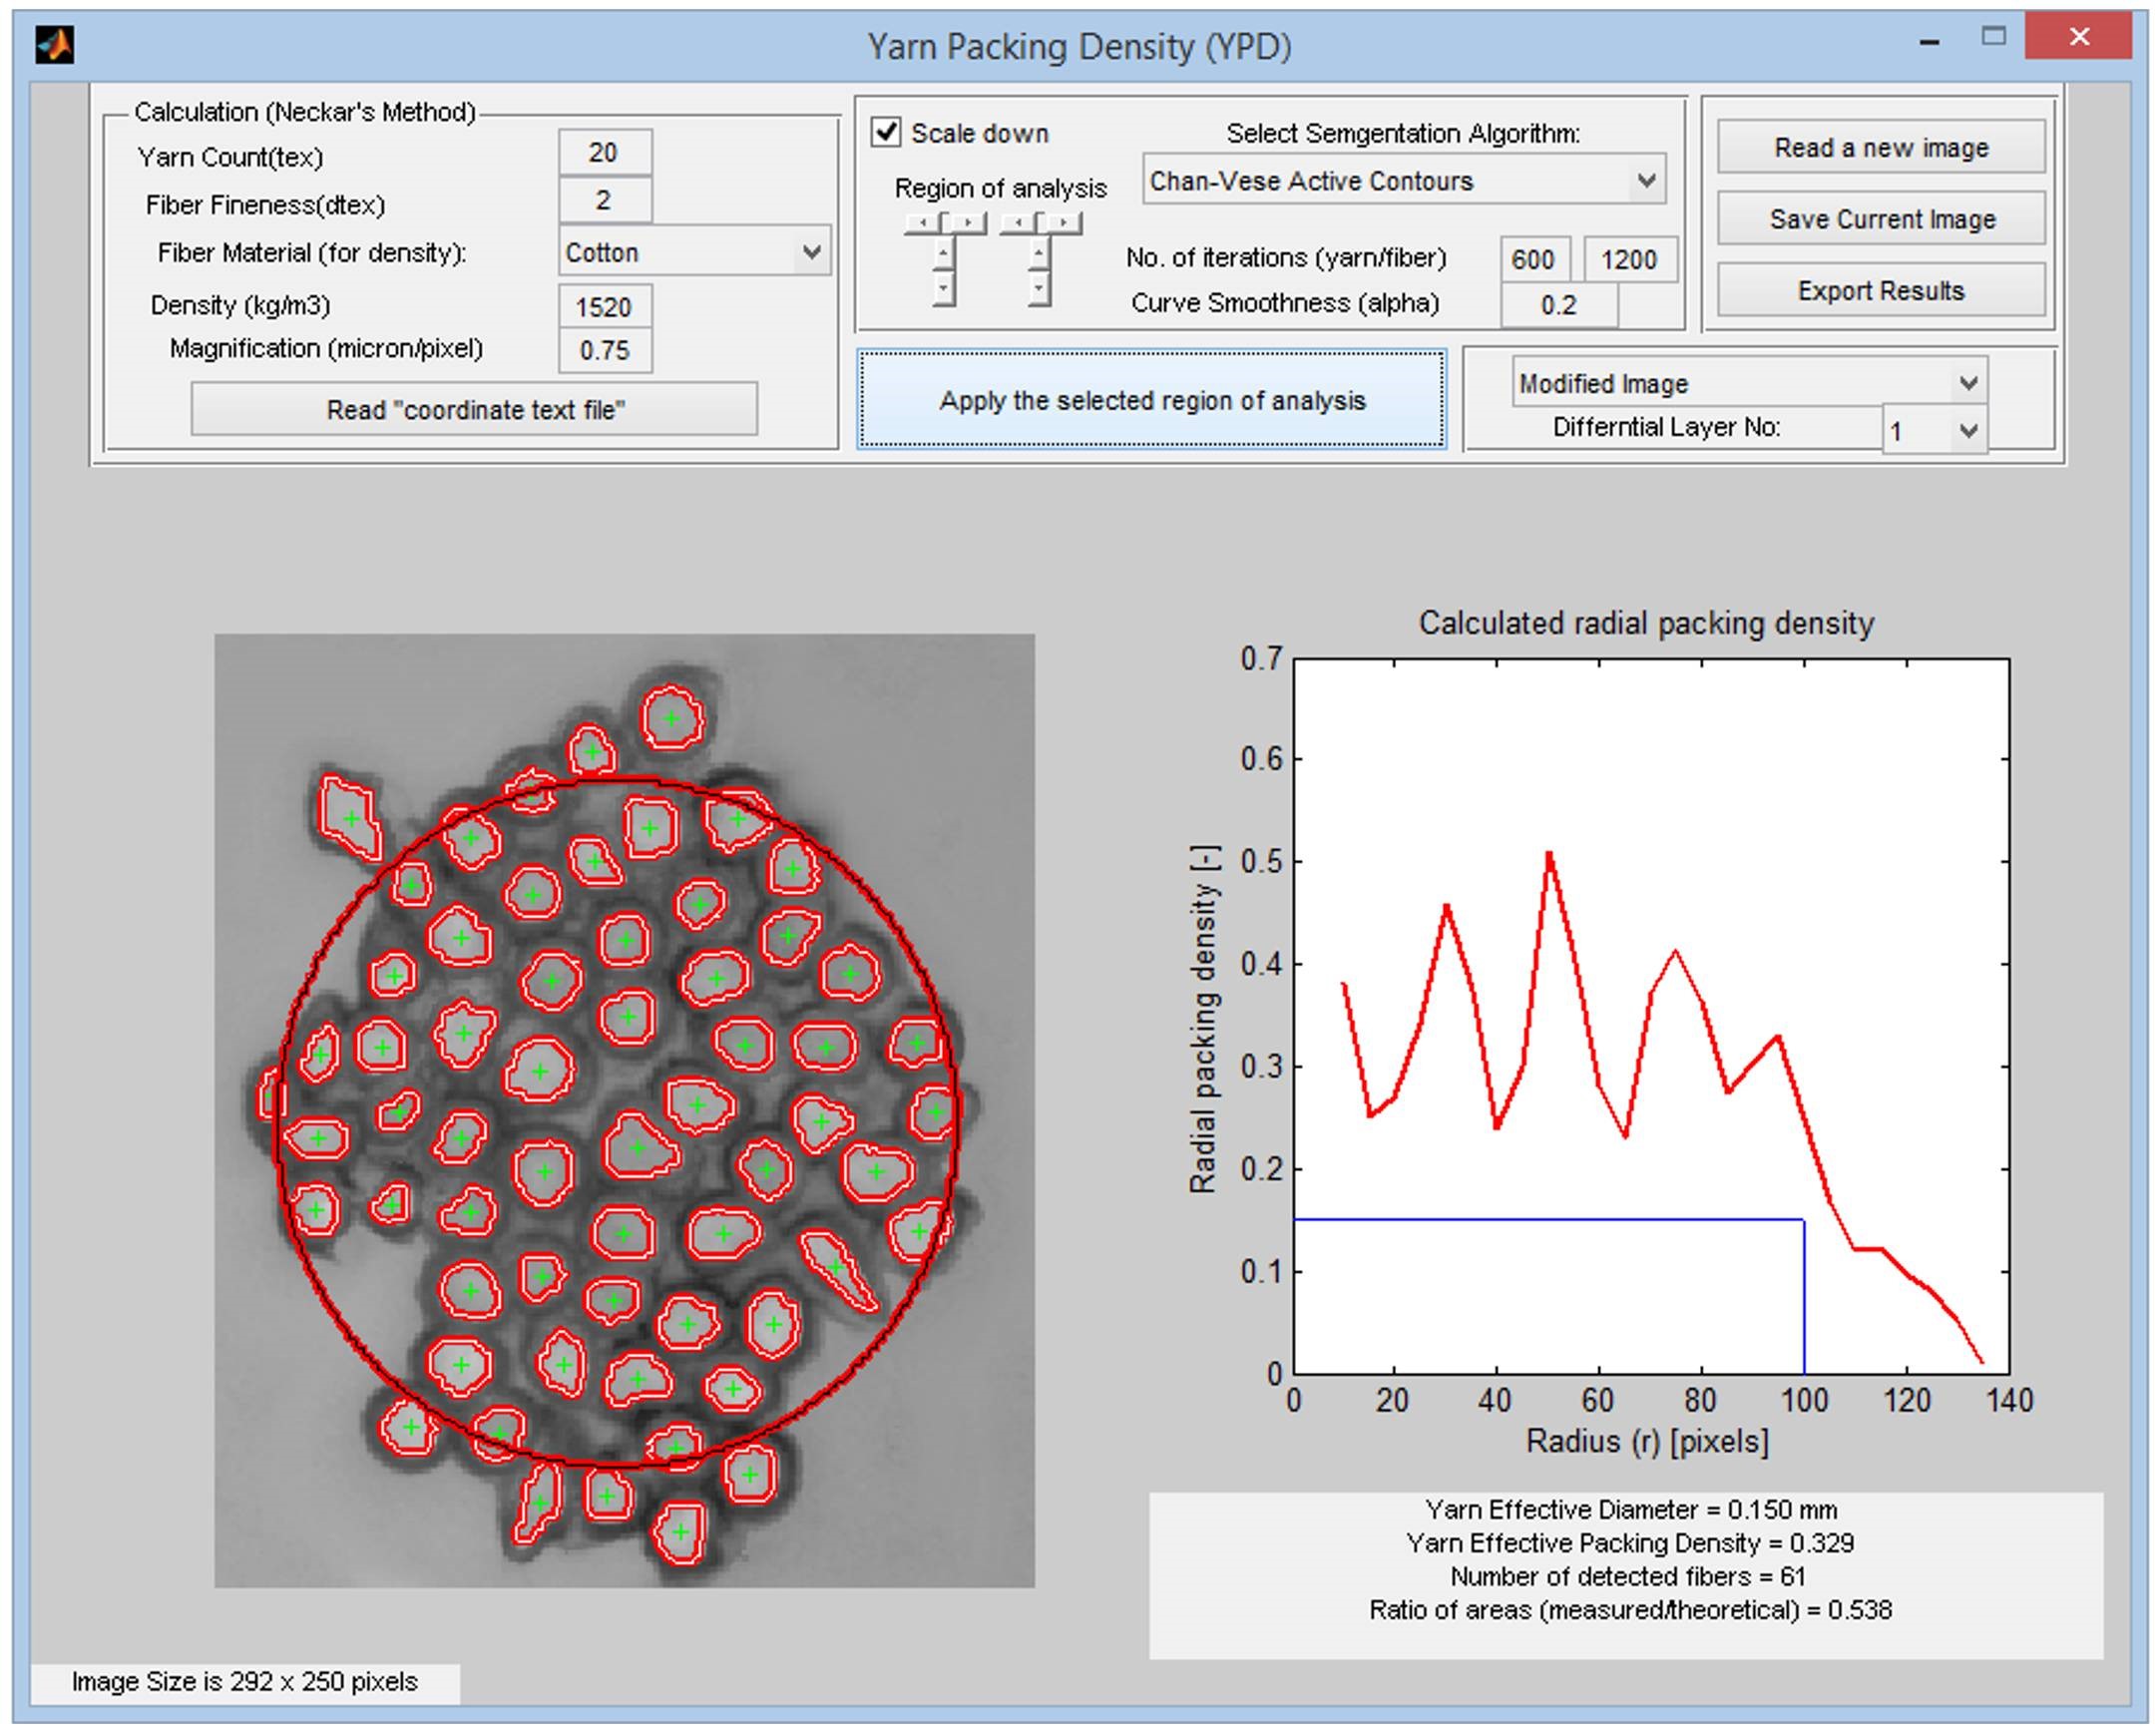 Yarn Packing Density (YPD)
Calculation (Neckar's Method)
Yarn Count(tex)
20
Fiber Fineness(dtex)
2
Fiber Material (for density):
Cotton
Density (kg/m3)
1520
Magnification (micron/pixel)
0.75
Read "coordinate text file"
Scale down
Region of analysis
Select Semgentation Algorithm:
Chan-Vese Active Contours
No. of iterations (yarn/fiber)
600
1200
Curve Smoothness (alpha)
0.2
Apply the selected region of analysis
Read a new image
Save Current Image
Export Results
Modified Image
Differntial Layer No:
1
Calculated radial packing density
0.7
0.6
0.5
0.4
0.3
0.2
0.1
0
Radial packing density [-]
0 20 40 60 80 100 120 140
Radius (r) [pixels]
Yarn Effective Diameter = 0.150 mm
Yarn Effective Packing Density = 0.329
Number of detected fibers = 61
Ratio of areas (measured/theoretical) = 0.538
Image Size is 292 x 250 pixels